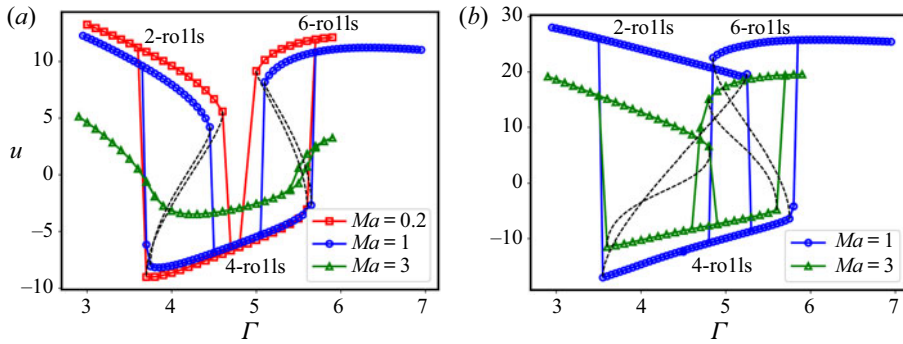 (a)
2-ro1ls
6-ro1ls
10
5
u
0
−5
−10
4-ro1ls
Ma = 0.2
Ma = 1
Ma = 3
3
4
5
6
7
Γ
(b)
30
2-ro1ls
6-ro1ls
20
10
0
−10
4-ro1ls
Ma = 1
Ma = 3
3
4
5
6
7
Γ